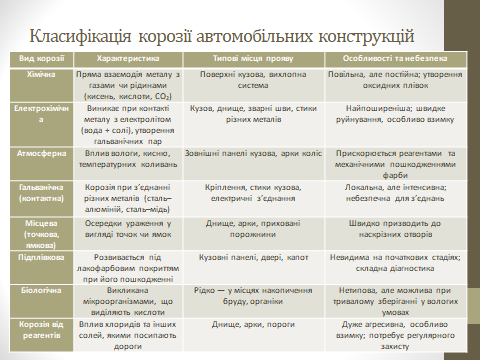 Класифікація корозії автомобільних конструкцій
Вид корозії Характеристика Типові місця прояву Особливості та небезпека
Хімічна
Пряма взаємодія металу з
газами чи рідинами
(кисень, кислоти, CO₂)
Поверхні кузова, вихлопна
система
Повільна, але постійна; утворення
оксидних плівок
Електрохімічн
а
Виникає при контакті
металу з електролітом
(вода + солі), утворення
гальванічних пар
Кузов, днище, зварні шви, стики
різних металів
Найпоширеніша; швидке
руйнування, особливо взимку
Атмосферна
Вплив вологи, кисню,
температурних коливань
Зовнішні панелі кузова, арки коліс
Прискорюється реагентами та
механічними пошкодженнями
фарби
Гальванічна
(контактна)
Корозія при з’єднанні
різних металів (сталь–
алюміній, сталь–мідь)
Кріплення, стики кузова,
електричні з’єднання
Локальна, але інтенсивна;
небезпечна для з’єднань
Місцева
(точкова,
ямкова)
Осередки ураження у
вигляді точок чи ямок
Днище, арки, приховані
порожнини
Швидко призводить до
наскрізних отворів
Підплівкова
Розвивається під
лакофарбовим покриттям
при його пошкодженні
Кузовні панелі, двері, капот
Невидима на початкових стадіях;
складна діагностика
Біологічна
Викликана
мікроорганізмами, що
виділяють кислоти
Рідко — у місцях накопичення
бруду, органіки
Нетипова, але можлива при
тривалому зберіганні у вологих
умовах
Корозія від
реагентів
Вплив хлоридів та інших
солей, якими посипають
дороги
Днище, арки, пороги
Дуже агресивна, особливо
взимку; потребує регулярного
захисту